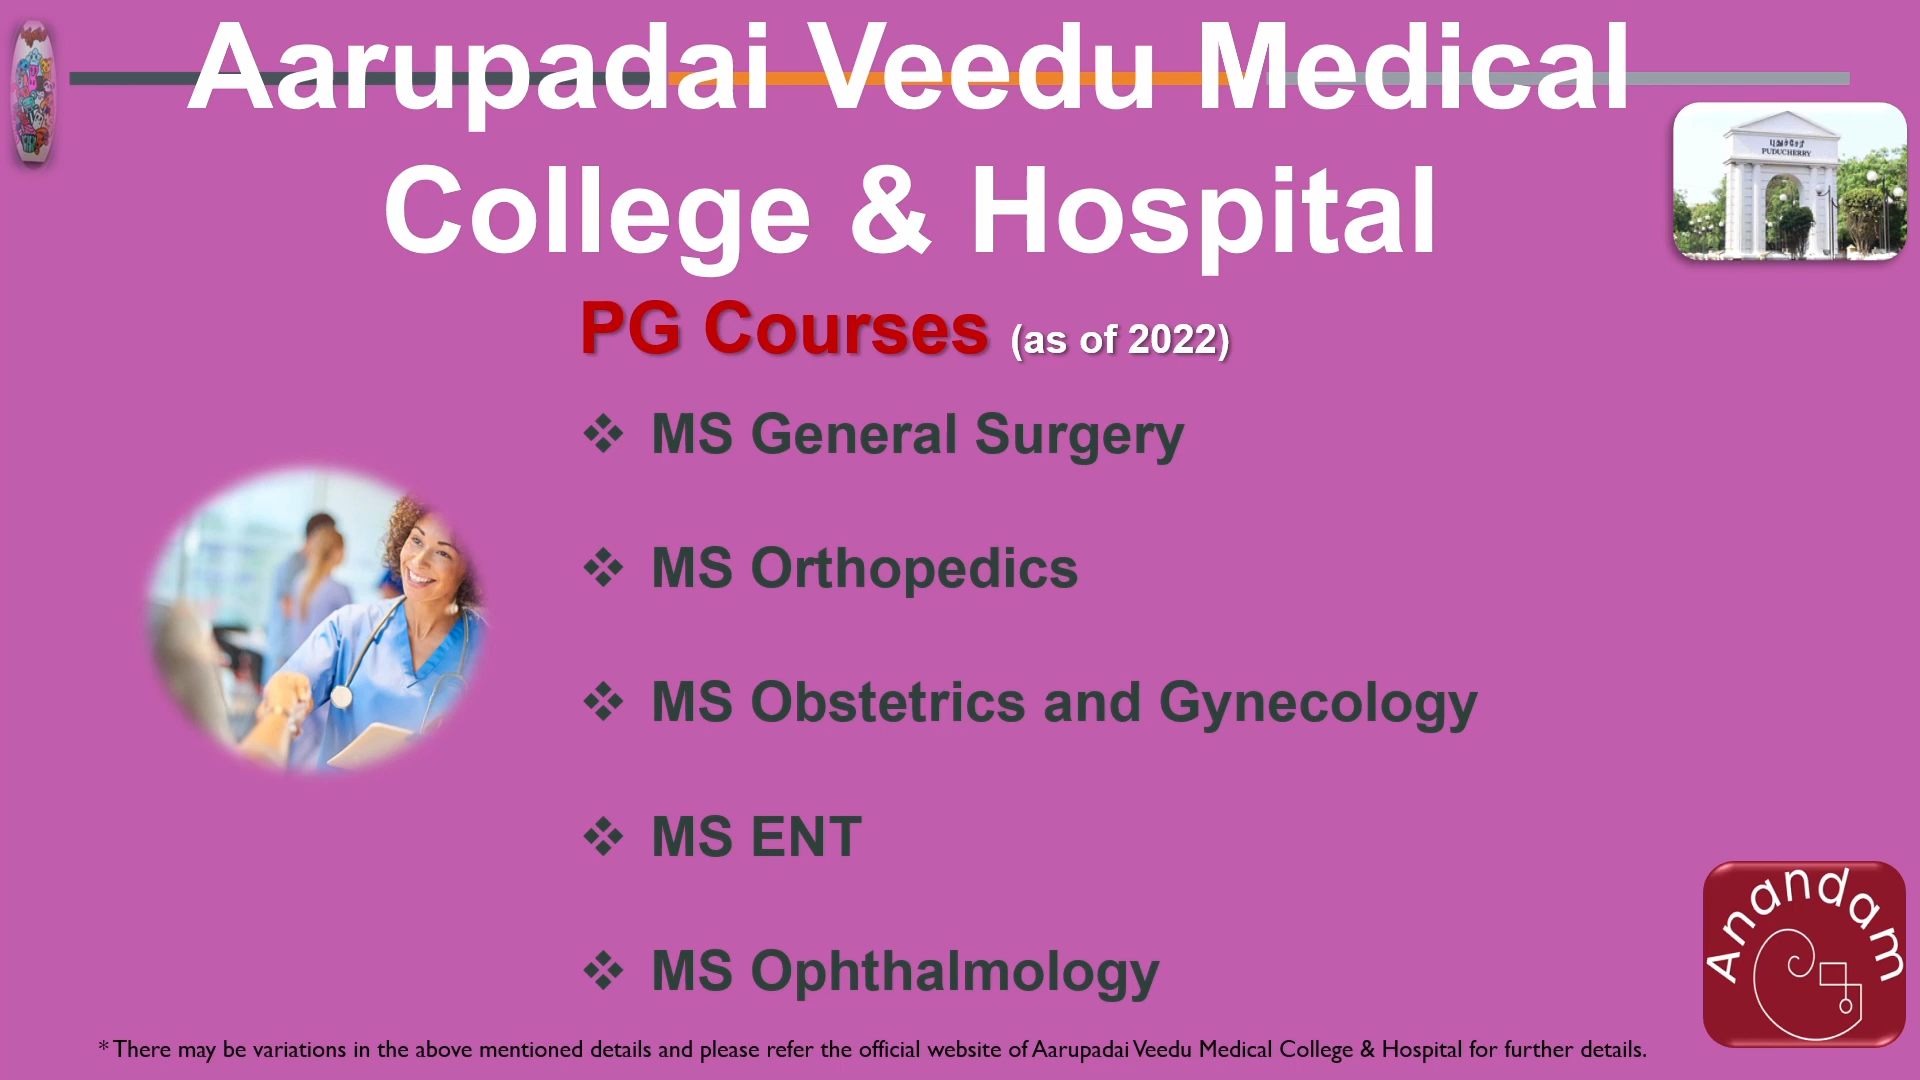 Aarupadai Veedu Medical
College & Hospital
PUDUCHERRY
PG Courses (as of 2022)
❖ MS General Surgery
❖ MS Orthopedics
❖ MS Obstetrics and Gynecology
❖ MS ENT
❖ MS Ophthalmology
Anandam
* There may be variations in the above mentioned details and please refer the official website of Aarupadai Veedu Medical College & Hospital for further details.